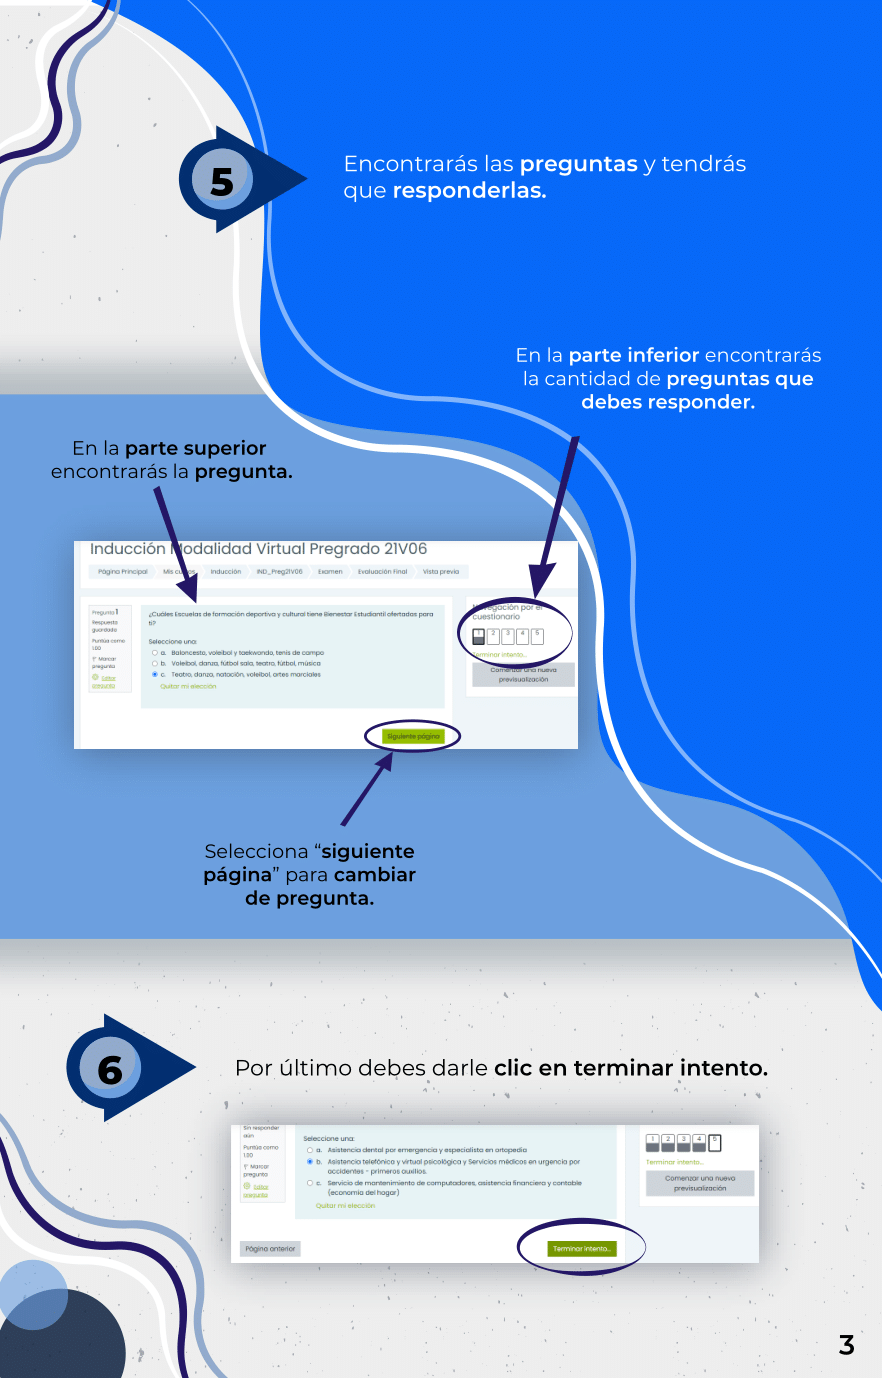 5
Encontrarás las preguntas y tendrás
que responderlas.
En la parte inferior encontrarás
la cantidad de preguntas que
debes responder.
En la parte superior
encontrarás la pregunta.
Inducción Modalidad Virtual Pregrado 21V06
Página Principal Mis cursos Inducción IND_Preg21V06 Examen Evaluación Final Vista previa
Pregunta 1
Respuesta
guardada
Puntúa como
1.00
Marcar
pregunta
Editar
pregunta
¿Cuáles Escuelas de formación deportiva y cultural tiene Bienestar Estudiantil ofertadas para
ti?
Seleccione una:
a. Baloncesto, voleibol y taekwondo, tenis de campo
b. Voleibol, danza, fútbol sala, teatro, fútbol, música
c. Teatro, danza, natación, voleibol, artes marciales
Quitar mi elección
Siguiente página
Navegación por el
cuestionario
1 2 3 4 5
Terminar intento...
Comenzar una nueva
previsualización
Selecciona “siguiente
página” para cambiar
de pregunta.
6
Por último debes darle clic en terminar intento.
Sin responder
aún
Puntúa como
1.00
Marcar
pregunta
Editar
pregunta
Seleccione una:
a. Asistencia dental por emergencia y especialista en ortopedia
b. Asistencia telefónica y virtual psicológica y Servicios médicos en urgencia por
accidentes - primeros auxilios.
c. Servicio de mantenimiento de computadores, asistencia financiera y contable
(economía del hogar)
Quitar mi elección
Página anterior
Terminar intento...
1 2 3 4 5
Terminar intento...
Comenzar una nueva
previsualización
3